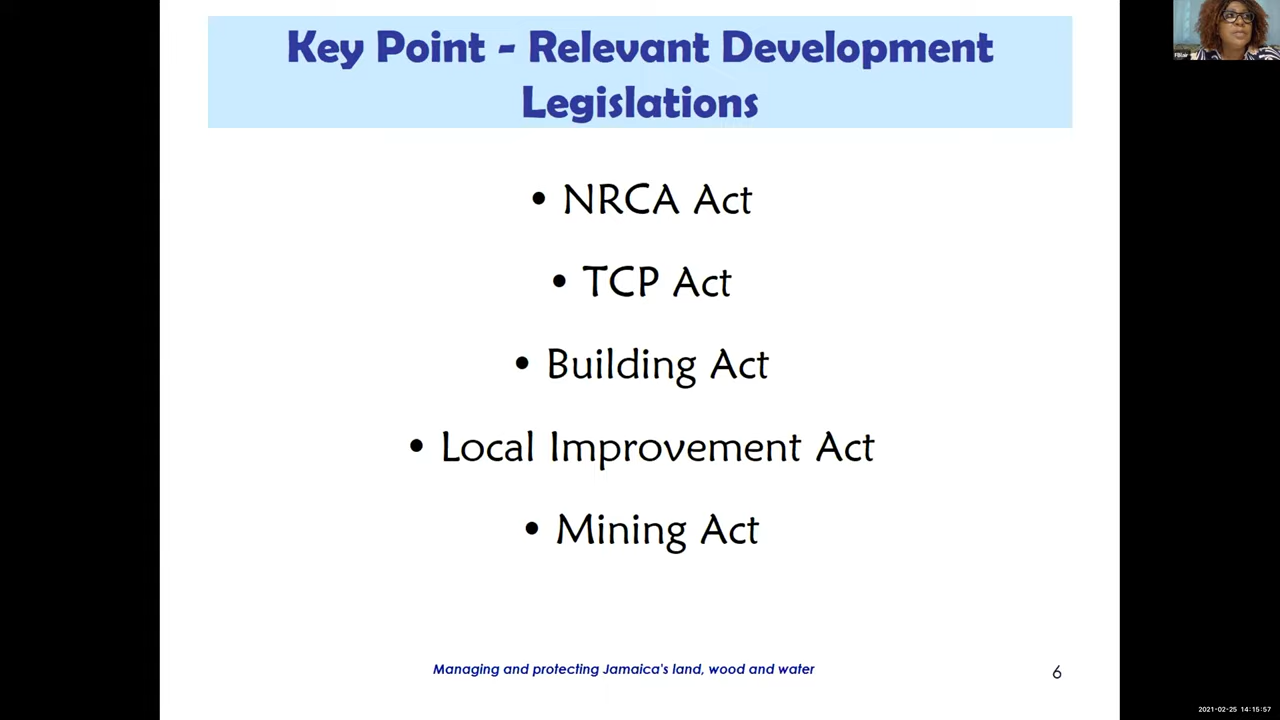 Key Point - Relevant Development
Legislations
• NRCA Act
• TCP Act
• Building Act
• Local Improvement Act
• Mining Act
Managing and protecting Jamaica's land, wood and water
6
2021-02-25 14:15:57